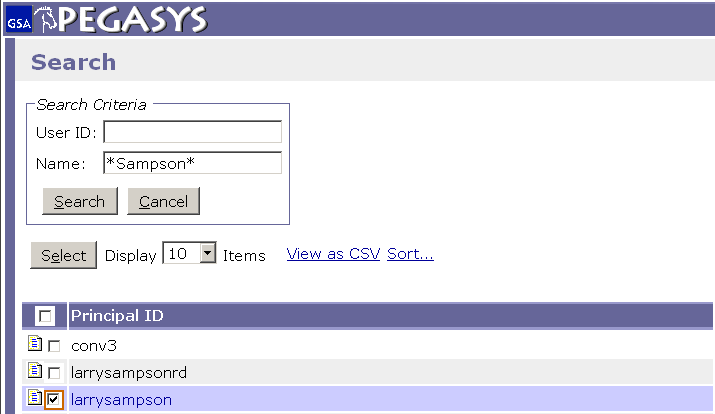 GSA PEGASYS
Search
Search Criteria
User ID:
Name: *Sampson*
Search Cancel
Select Display 10 Items View as CSV Sort...
Principal ID
conv3
larrysampsonrd
larrysampson